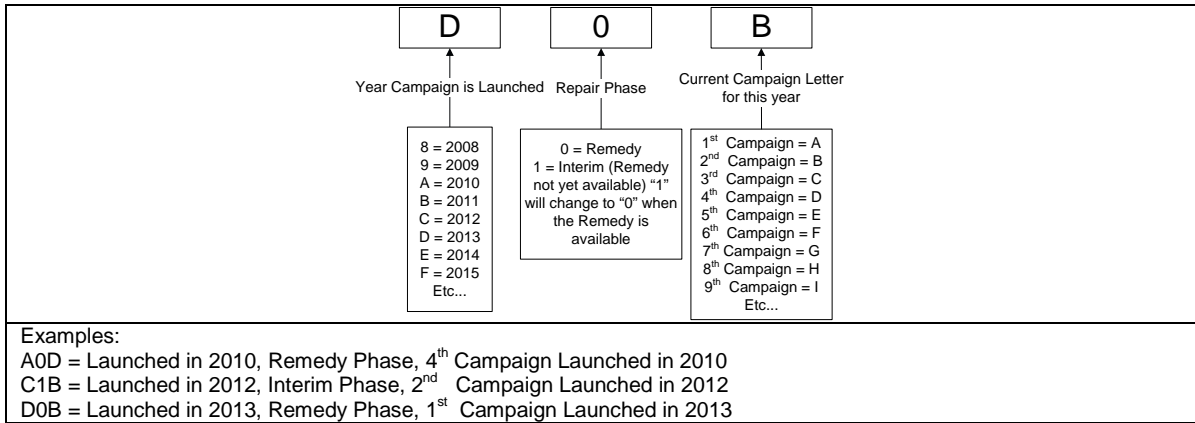 D 0 B
Year Campaign is Launched
Repair Phase
Current Campaign Letter
for this year
8 = 2008
9 = 2009
A = 2010
B = 2011
C = 2012
D = 2013
E = 2014
F = 2015
Etc...
0 = Remedy
1 = Interim (Remedy
not yet available) “1”
will change to “0” when
the Remedy is
available
1st Campaign = A
2nd Campaign = B
3rd Campaign = C
4th Campaign = D
5th Campaign = E
6th Campaign = F
7th Campaign = G
8th Campaign = H
9th Campaign = I
Etc...
Examples:
A0D = Launched in 2010, Remedy Phase, 4th Campaign Launched in 2010
C1B = Launched in 2012, Interim Phase, 2nd Campaign Launched in 2012
D0B = Launched in 2013, Remedy Phase, 1st Campaign Launched in 2013